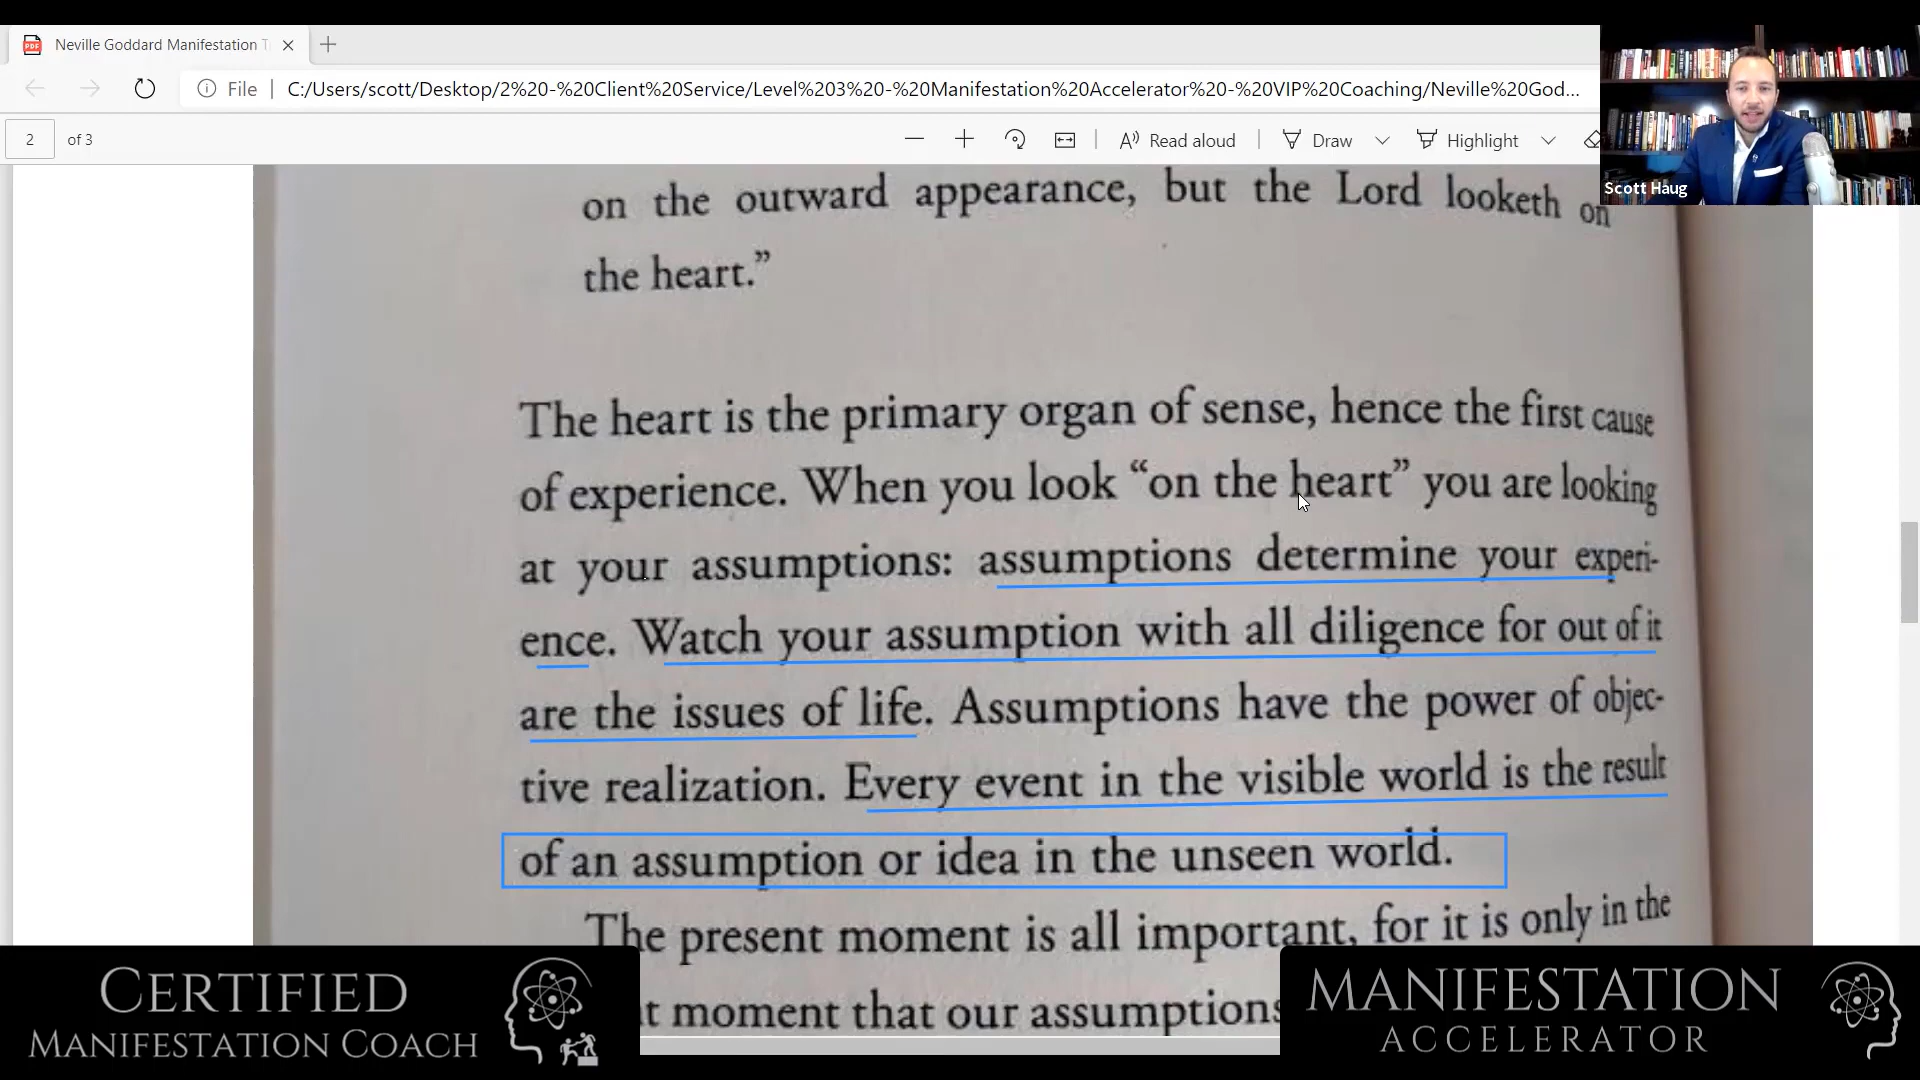 Neville Goddard Manifestation T
File
C:/Users/scott/Desktop/2%20-%20Client%20Service/Level%203%20-%20Manifestation%20Accelerator%20-%20VIP%20Coaching/Neville%20God...
2 of 3
Read aloud
Draw
Highlight
Scott Haug
on the outward appearance, but the Lord looketh on
the heart.”
The heart is the primary organ of sense, hence the first cause
of experience. When you look “on the heart” you are looking
at your assumptions: assumptions determine your experi-
ence. Watch your assumption with all diligence for out of it
are the issues of life. Assumptions have the power of objec-
tive realization. Every event in the visible world is the result
of an assumption or idea in the unseen world.
The present moment is all important, for it is only in the
moment that our assumptions
CERTIFIED
MANIFESTATION COACH
MANIFESTATION
ACCELERATOR